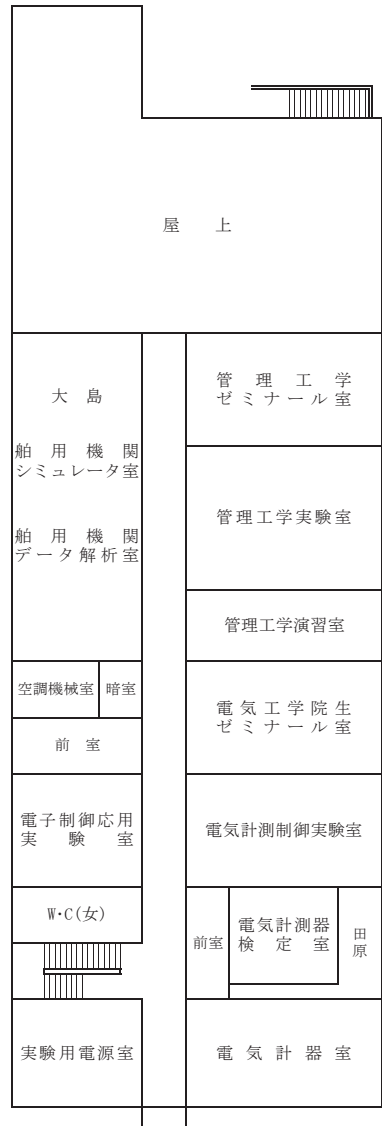 屋上
大島
舶用機関
シミュレータ室
舶用機関
データ解析室
空調機械室
暗室
前室
電子制御応用
実験室
W・C(女)
実験用電源室
管理工学
ゼミナール室
管理工学実験室
管理工学演習室
電気工学院生
ゼミナール室
電気計測制御実験室
前室
電気計測器
検定室
田原
電気計器室